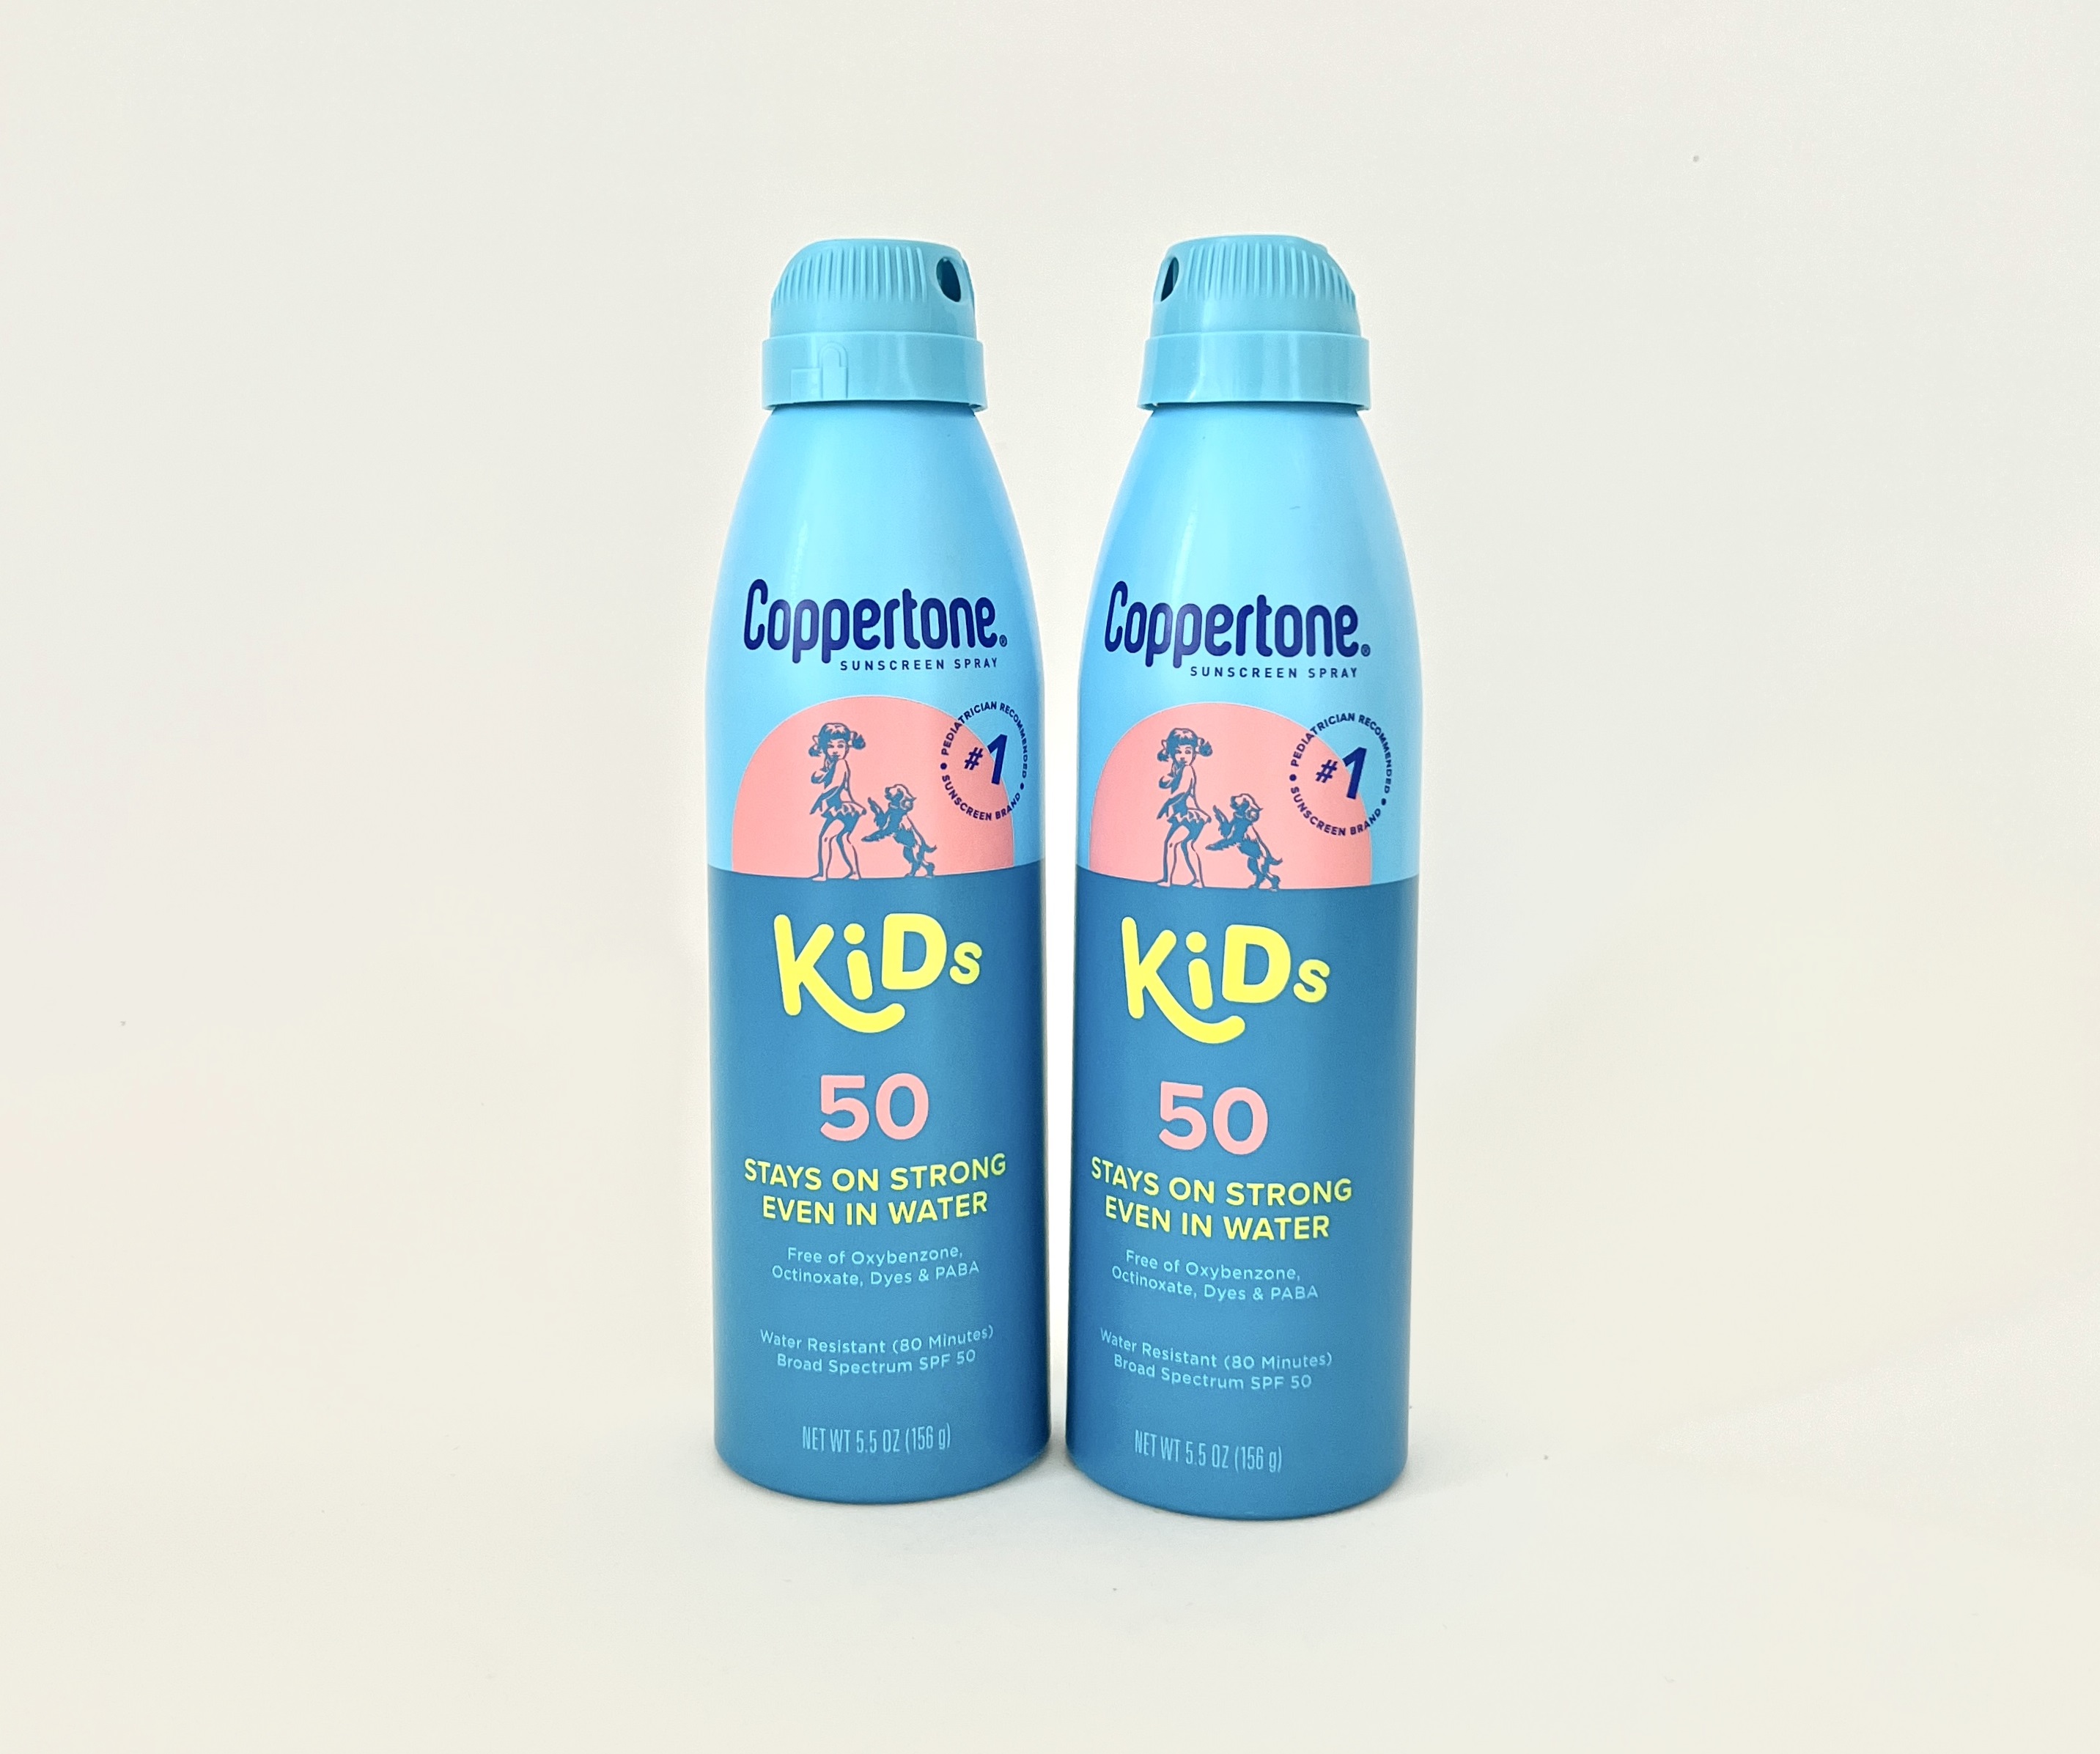 Coppertone®
SUNSCREEN SPRAY
• PEDIATRICIAN RECOMMENDED •
SUNSCREEN BRAND
#1
KiDs
50
STAYS ON STRONG
EVEN IN WATER
Free of Oxybenzone,
Octinoxate, Dyes & PABA
Water Resistant (80 Minutes)
Broad Spectrum SPF 50
NET WT 5.5 OZ (156 g)
Coppertone®
SUNSCREEN SPRAY
• PEDIATRICIAN RECOMMENDED •
SUNSCREEN BRAND
#1
KiDs
50
STAYS ON STRONG
EVEN IN WATER
Free of Oxybenzone,
Octinoxate, Dyes & PABA
Water Resistant (80 Minutes)
Broad Spectrum SPF 50
NET WT 5.5 OZ (156 g)